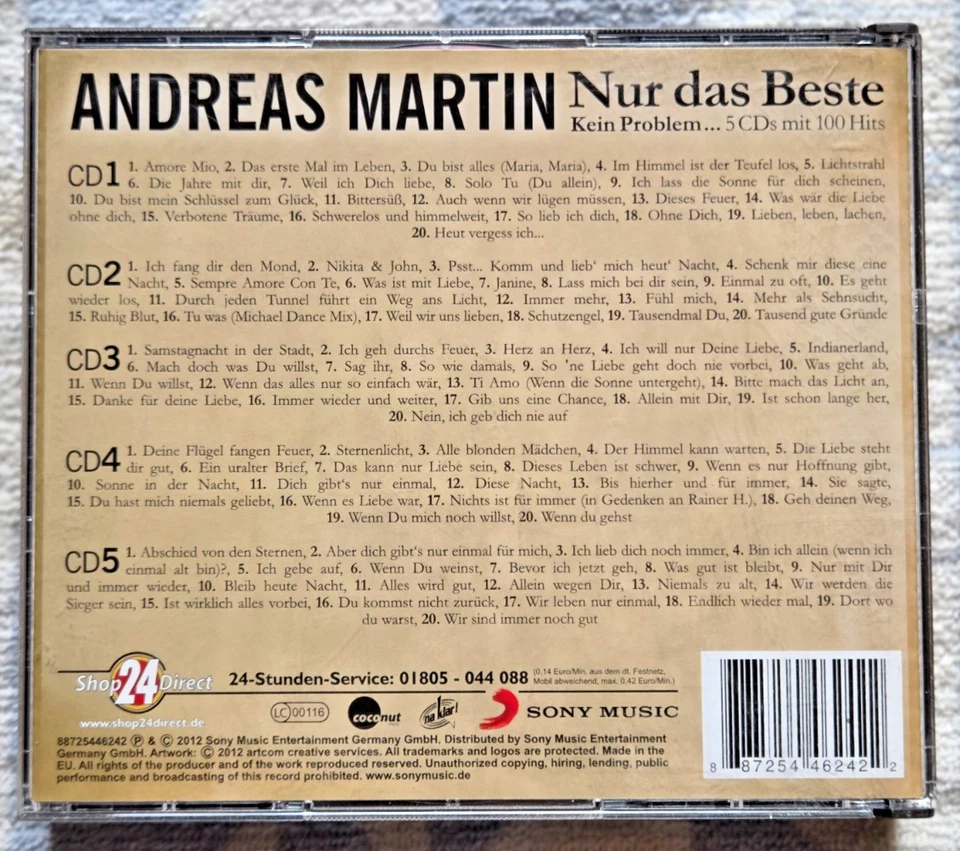 ANDREAS MARTIN Nur das Beste
Kein Problem... 5 CDs mit 100 Hits
CD1 1. Amore Mio, 2. Das erste Mal im Leben, 3. Du bist alles (Maria, Maria), 4. Im Himmel ist der Teufel los, 5. Lichtstrahl
6. Die Jahre mit dir, 7. Weil ich Dich liebe, 8. Solo Tu (Du allein), 9. Ich lass die Sonne für dich scheinen,
10. Du bist mein Schlüssel zum Glück, 11. Bittersüß, 12. Auch wenn wir lügen müssen, 13. Dieses Feuer, 14. Was wär die Liebe
ohne dich, 15. Verbotene Träume, 16. Schwerelos und himmelweit, 17. So lieb ich dich, 18. Ohne Dich, 19. Lieben, leben, lachen,
20. Heut vergess ich...
CD2 1. Ich fang dir den Mond, 2. Nikita & John, 3. Psst... Komm und lieb' mich heut' Nacht, 4. Schenk mir diese eine
Nacht, 5. Sempre Amore Con Te, 6. Was ist mit Liebe, 7. Janine, 8. Lass mich bei dir sein, 9. Einmal zu oft, 10. Es geht
wieder los, 11. Durch jeden Tunnel führt ein Weg ans Licht, 12. Immer mehr, 13. Fühl mich, 14. Mehr als Sehnsucht,
15. Ruhig Blut, 16. Tu was (Michael Dance Mix), 17. Weil wir uns lieben, 18. Schutzengel, 19. Tausendmal Du, 20. Tausend gute Gründe
CD3 1. Samstagnacht in der Stadt, 2. Ich geh durchs Feuer, 3. Herz an Herz, 4. Ich will nur Deine Liebe, 5. Indianerland,
6. Mach doch was Du willst, 7. Sag ihr, 8. So wie damals, 9. So 'ne Liebe geht doch nie vorbei, 10. Was geht ab,
11. Wenn Du willst, 12. Wenn das alles nur so einfach wär, 13. Ti Amo (Wenn die Sonne untergeht), 14. Bitte mach das Licht an,
15. Danke für deine Liebe, 16. Immer wieder und weiter, 17. Gib uns eine Chance, 18. Allein mit Dir, 19. Ist schon lange her,
20. Nein, ich geb dich nie auf
CD4 1. Deine Flügel fangen Feuer, 2. Sternenlicht, 3. Alle blonden Mädchen, 4. Der Himmel kann warten, 5. Die Liebe steht
dir gut, 6. Ein uralter Brief, 7. Das kann nur Liebe sein, 8. Dieses Leben ist schwer, 9. Wenn es nur Hoffnung gibt,
10. Sonne in der Nacht, 11. Dich gibt's nur einmal, 12. Diese Nacht, 13. Bis hierher und für immer, 14. Sie sagte,
15. Du hast mich niemals geliebt, 16. Wenn es Liebe war, 17. Nichts ist für immer (in Gedenken an Rainer H.), 18. Geh deinen Weg,
19. Wenn Du mich noch willst, 20. Wenn du gehst
CD5 1. Abschied von den Sternen, 2. Aber dich gibt's nur einmal für mich, 3. Ich lieb dich noch immer, 4. Bin ich allein (wenn ich
einmal alt bin)?, 5. Ich gebe auf, 6. Wenn Du weinst, 7. Bevor ich jetzt geh, 8. Was gut ist bleibt, 9. Nur mit Dir
und immer wieder, 10. Bleib heute Nacht, 11. Alles wird gut, 12. Allein wegen Dir, 13. Niemals zu alt, 14. Wir werden die
Sieger sein, 15. Ist wirklich alles vorbei, 16. Du kommst nicht zurück, 17. Wir leben nur einmal, 18. Endlich wieder mal, 19. Dort wo
du warst, 20. Wir sind immer noch gut
Shop24Direct
www.shop24direct.de
24-Stunden-Service: 01805 - 044 088
(0,14 Euro/Min. aus dem dt. Festnetz,
Mobil abweichend, max. 0,42 Euro/Min.)
LC 00116
coconut
na klar!
SONY MUSIC
88725446242 Ⓟ & © 2012 Sony Music Entertainment Germany GmbH, Distributed by Sony Music Entertainment
Germany GmbH. Artwork: © 2012 artcom creative services. All trademarks and logos are protected. Made in the
EU. All rights of the producer and of the work reproduced reserved. Unauthorized copying, hiring, lending, public
performance and broadcasting of this record prohibited. www.sonymusic.de
8 87254 46242 2